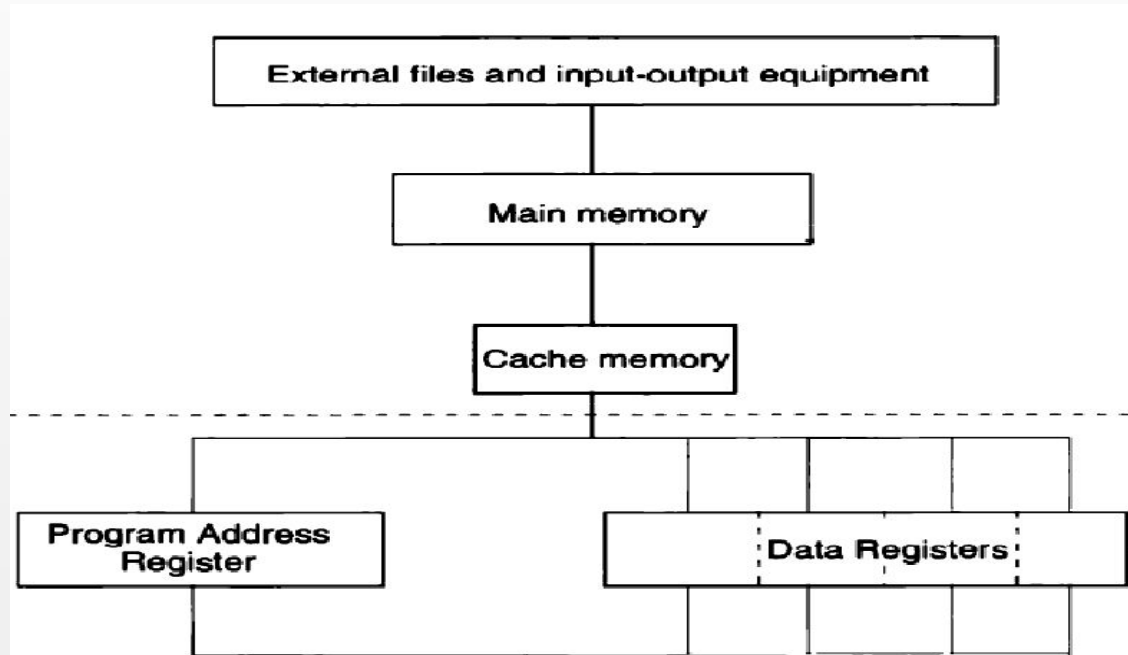 External files and input-output equipment
Main memory
Cache memory
Program Address
Register
Data Registers